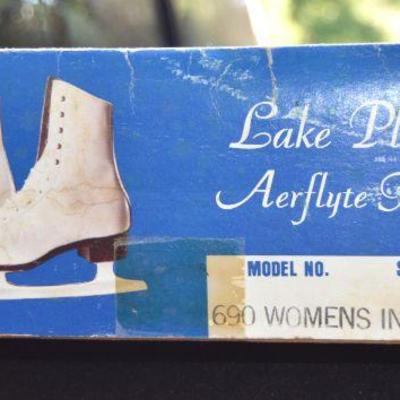 Lake Pl
Aerflyte
MODEL NO. S
690 WOMENS IN